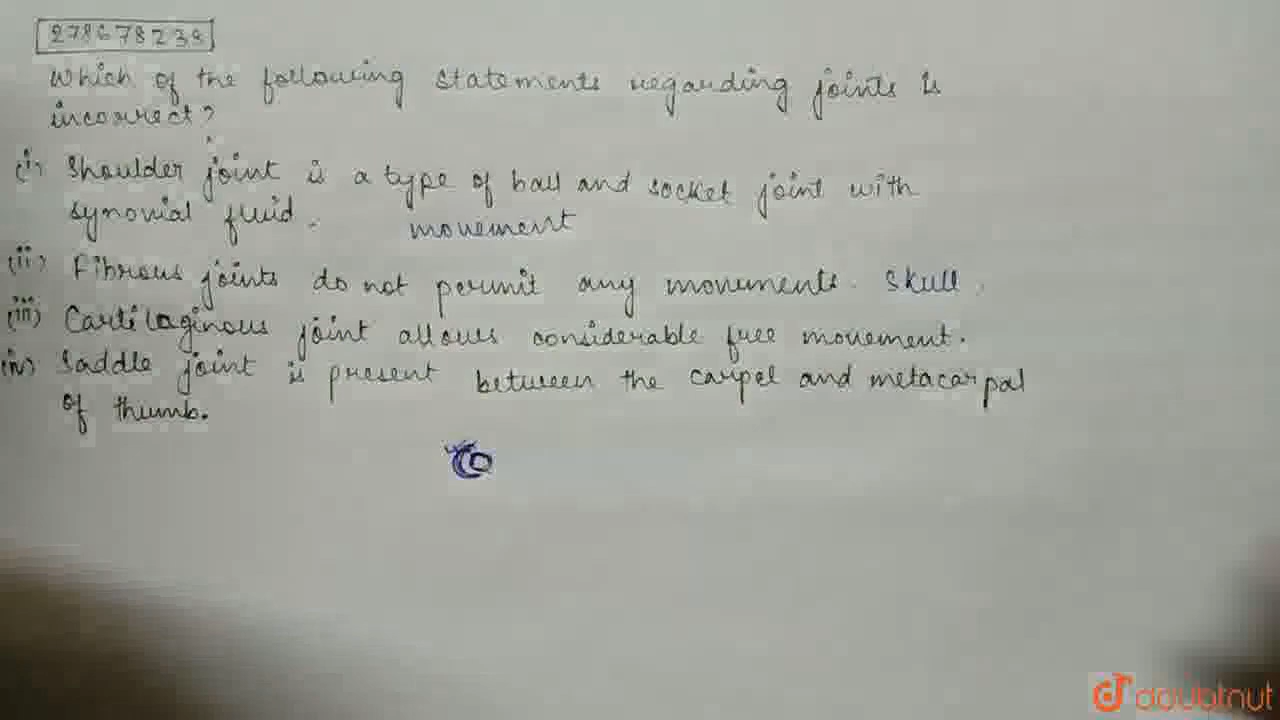 278678238
Which of the following statements regarding joints is
incorrect?
(i) Shoulder joint is a type of ball and socket joint with
synovial fluid.
movement
(ii) Fibrous joints do not permit any movements. Skull.
(iii) Cartilaginous joint allows considerable free movement.
(iv) Saddle joint is present between the carpel and metacarpal
of thumb.
doubtnut